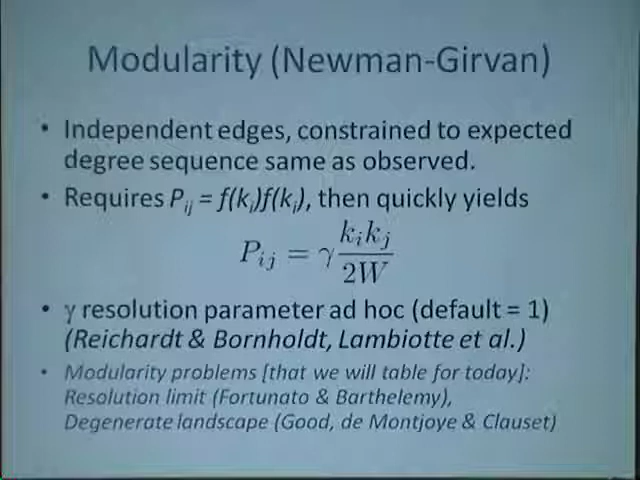 Modularity (Newman-Girvan)
• Independent edges, constrained to expected
degree sequence same as observed.
• Requires P_ij = f(k_i)f(k_j), then quickly yields
P_ij = γ k_i k_j / 2W
• γ resolution parameter ad hoc (default = 1)
(Reichardt & Bornholdt, Lambiotte et al.)
• Modularity problems [that we will table for today]:
Resolution limit (Fortunato & Barthelemy),
Degenerate landscape (Good, de Montjoye & Clauset)